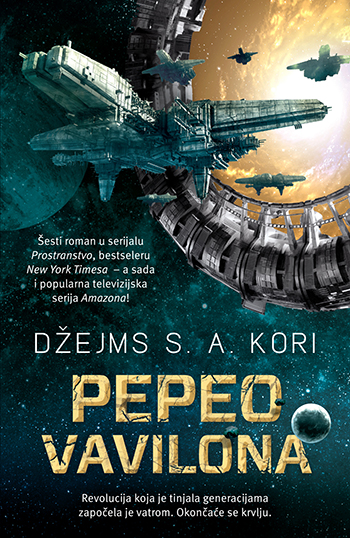 Šesti roman u serijalu
Prostranstvo, bestseleru
New York Timesa – a sada
i popularna televizijska
serija Amazona!
DŽEJMS S. A. KORI
PEPEO
VAVILONA
Revolucija koja je tinjala generacijama
započela je vatrom. Okončaće se krvlju.